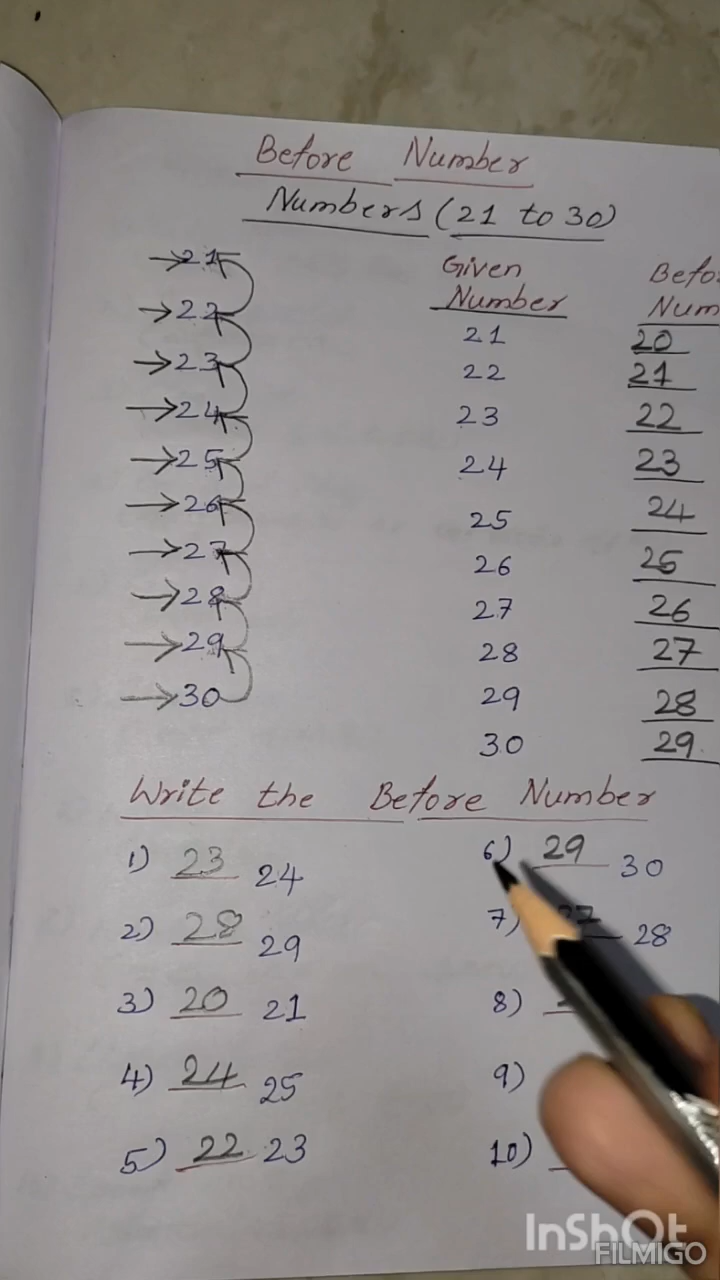 Before Number
Numbers (21 to 30)
→21
→22
→23
→24
→25
→26
→27
→28
→29
→30
Given Number
21
22
23
24
25
26
27
28
29
30
20
21
22
23
24
25
26
27
28
29
Write the Before Number
1) 23 24
2) 28 29
3) 20 21
4) 24 25
5) 22 23
6) 29 30
7) 27 28
8)
9)
10)
InShOt
FILMIGO